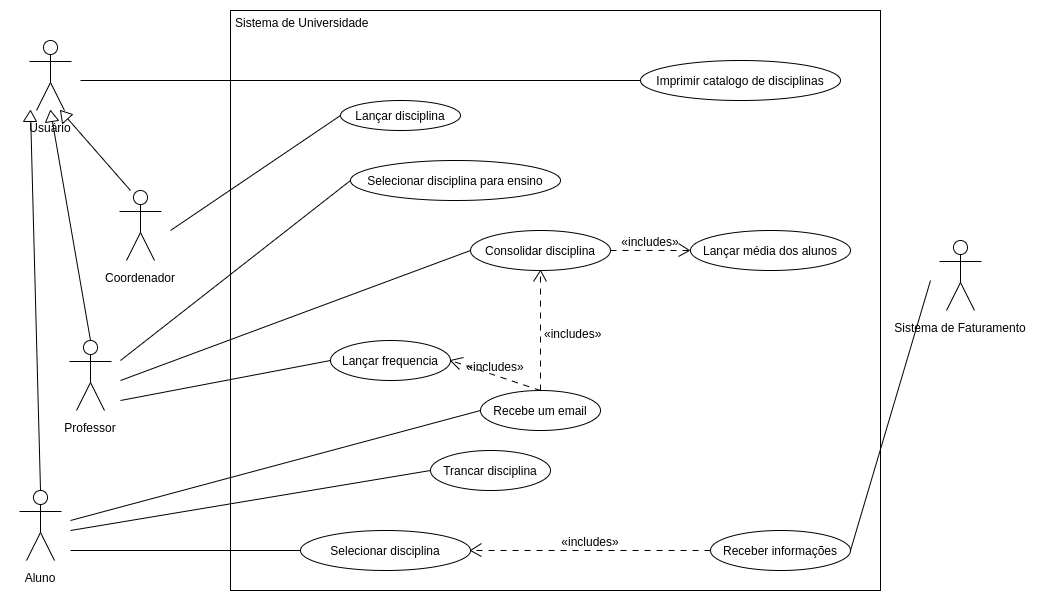 Sistema de Universidade
Imprimir catalogo de disciplinas
Usuário
Lançar disciplina
Selecionar disciplina para ensino
Consolidar disciplina
«includes»
Lançar média dos alunos
Coordenador
Sistema de Faturamento
«includes»
Lançar frequencia
«includes»
Recebe um email
Professor
Trancar disciplina
Selecionar disciplina
«includes»
Receber informações
Aluno